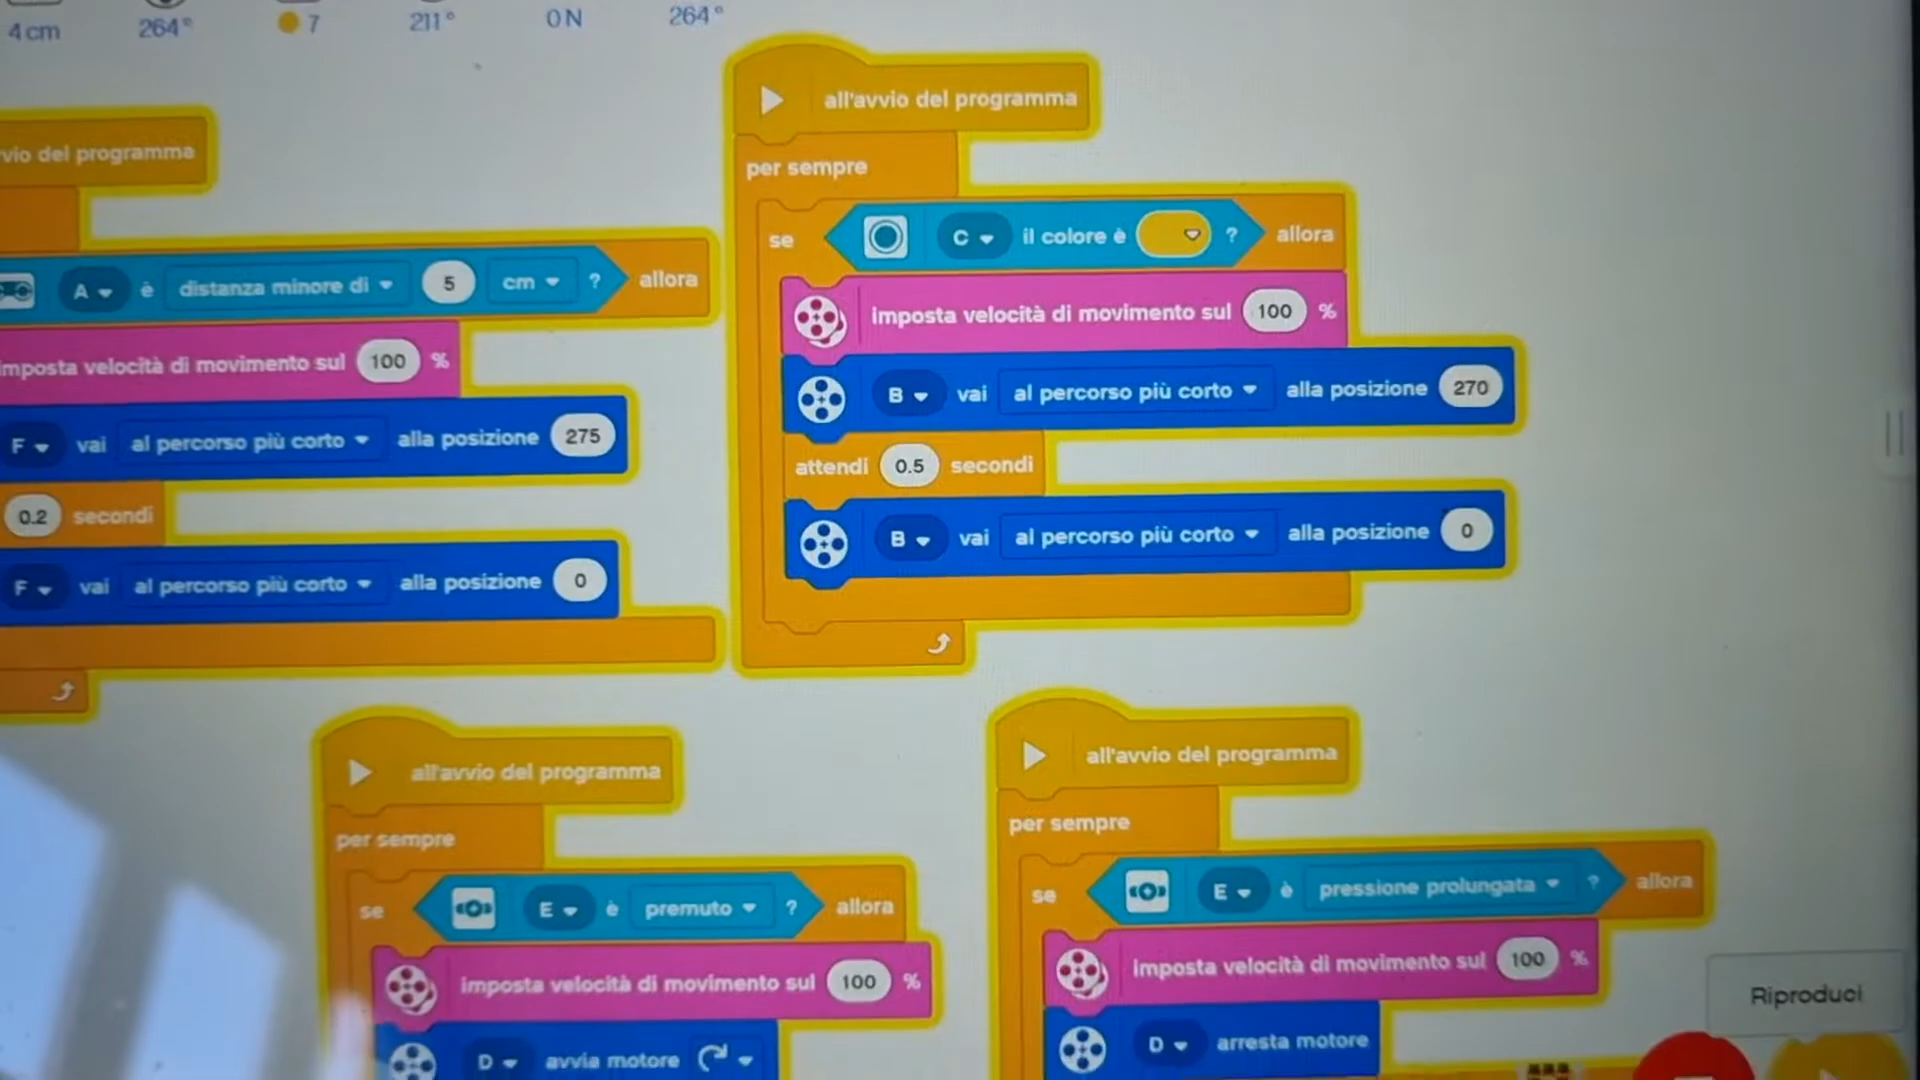 4cm 264° 7 211° 0N 264°
vio del programma
A è distanza minore di 5 cm ? allora
imposta velocità di movimento sul 100 %
F vai al percorso più corto alla posizione 275
0.2 secondi
F vai al percorso più corto alla posizione 0
all'avvio del programma
per sempre
se C il colore è ? allora
imposta velocità di movimento sul 100 %
B vai al percorso più corto alla posizione 270
attendi 0.5 secondi
B vai al percorso più corto alla posizione 0
all'avvio del programma
per sempre
se E è premuto ? allora
imposta velocità di movimento sul 100 %
D avvia motore
all'avvio del programma
per sempre
se E è pressione prolungata ? allora
imposta velocità di movimento sul 100 %
D arresta motore
Riproduci